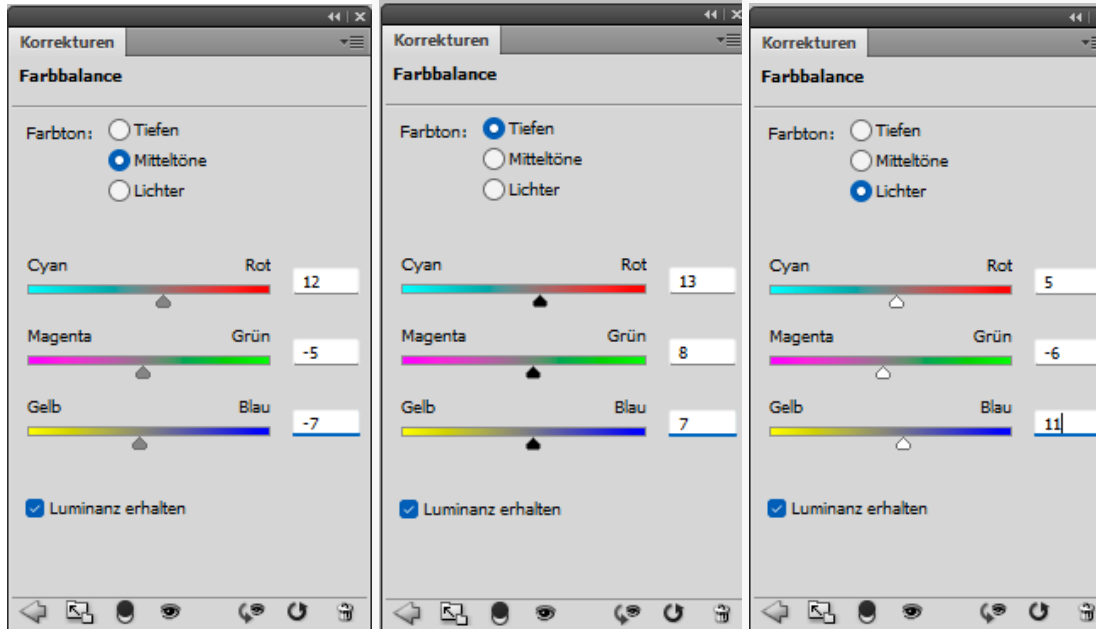 Korrekturen
Farbbalance
Farbton: Tiefen
Mitteltöne
Lichter
Cyan Rot 12
Magenta Grün -5
Gelb Blau -7
Luminanz erhalten
Korrekturen
Farbbalance
Farbton: Tiefen
Mitteltöne
Lichter
Cyan Rot 13
Magenta Grün 8
Gelb Blau 7
Luminanz erhalten
Korrekturen
Farbbalance
Farbton: Tiefen
Mitteltöne
Lichter
Cyan Rot 5
Magenta Grün -6
Gelb Blau 11
Luminanz erhalten